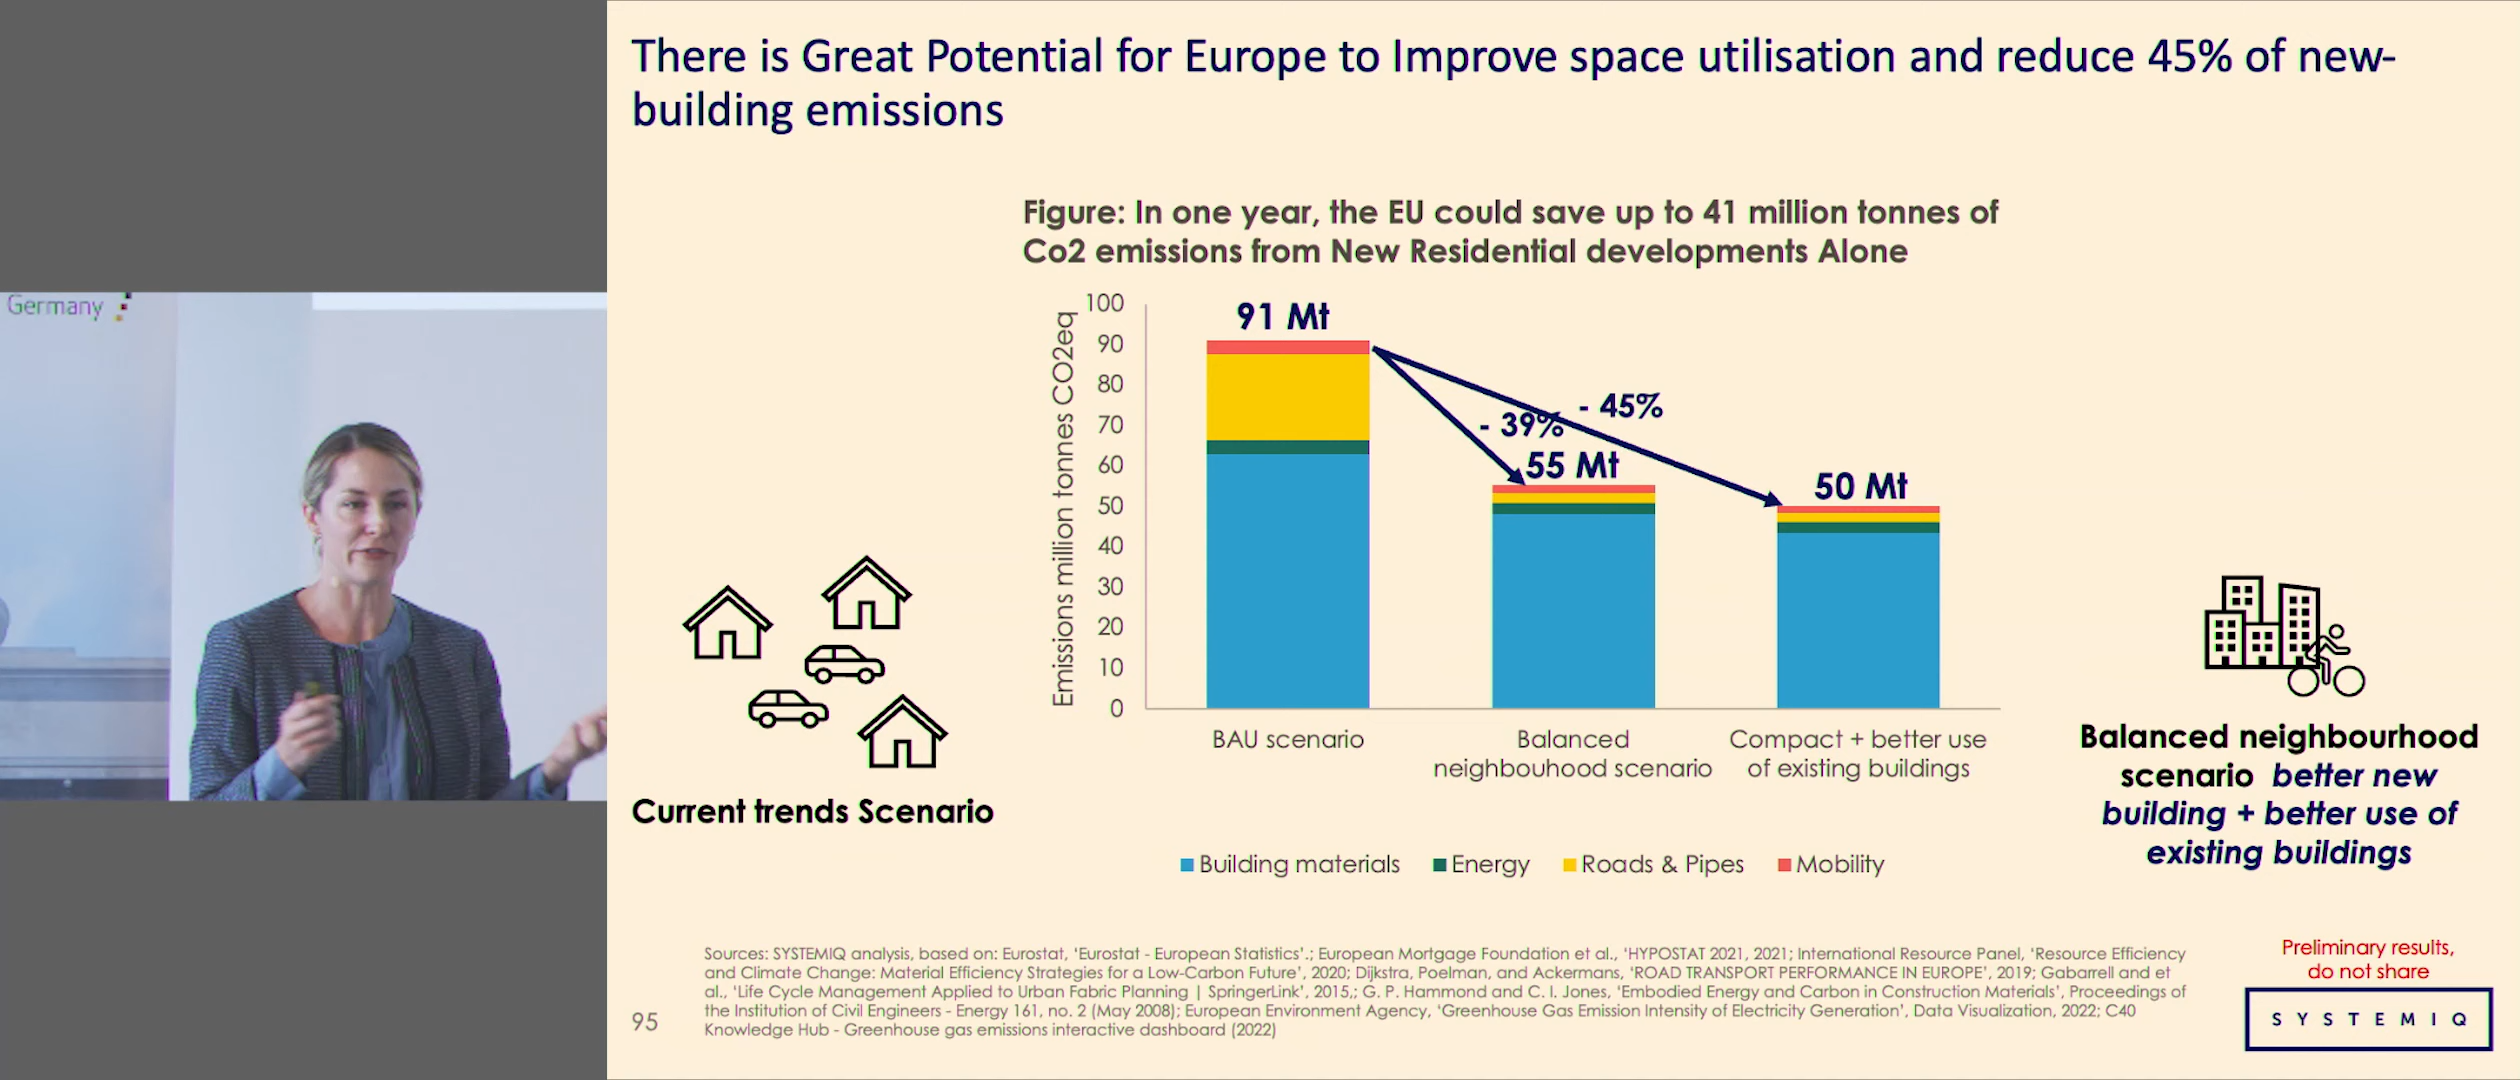 There is Great Potential for Europe to Improve space utilisation and reduce 45% of new-
building emissions
Germany
Figure: In one year, the EU could save up to 41 million tonnes of
Co2 emissions from New Residential developments Alone
Emissions million tonnes CO2eq
100
90
80
70
60
50
40
30
20
10
0
91 Mt
- 39%
- 45%
55 Mt
50 Mt
BAU scenario
Balanced
neighbouhood scenario
Compact + better use
of existing buildings
Building materials
Energy
Roads & Pipes
Mobility
Current trends Scenario
Balanced neighbourhood
scenario better new
building + better use of
existing buildings
Sources: SYSTEMIQ analysis, based on: Eurostat, ‘Eurostat - European Statistics’.; European Mortgage Foundation et al., ‘HYPOSTAT 2021, 2021; International Resource Panel, ‘Resource Efficiency
and Climate Change: Material Efficiency Strategies for a Low-Carbon Future’, 2020; Dijkstra, Poelman, and Ackermans, ‘ROAD TRANSPORT PERFORMANCE IN EUROPE’, 2019; Gabarrell and et
al., ‘Life Cycle Management Applied to Urban Fabric Planning | SpringerLink’, 2015,; G. P. Hammond and C. I. Jones, ‘Embodied Energy and Carbon in Construction Materials’, Proceedings of
the Institution of Civil Engineers - Energy 161, no. 2 (May 2008); European Environment Agency, ‘Greenhouse Gas Emission Intensity of Electricity Generation’, Data Visualization, 2022; C40
Knowledge Hub - Greenhouse gas emissions interactive dashboard (2022)
95
Preliminary results,
do not share
SYSTEMIQ